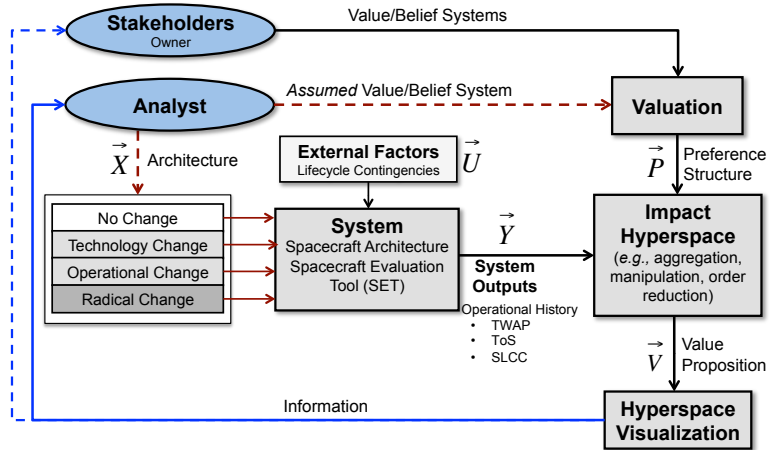 Stakeholders
Owner
Value/Belief Systems
Analyst
Assumed Value/Belief System
Valuation
X
Architecture
External Factors
Lifecycle Contingencies
U
P
Preference
Structure
No Change
Technology Change
Operational Change
Radical Change
System
Spacecraft Architecture
Spacecraft Evaluation
Tool (SET)
Y
System
Outputs
Operational History
• TWAP
• ToS
• SLCC
Impact
Hyperspace
(e.g., aggregation,
manipulation, order
reduction)
V
Value
Proposition
Information
Hyperspace
Visualization